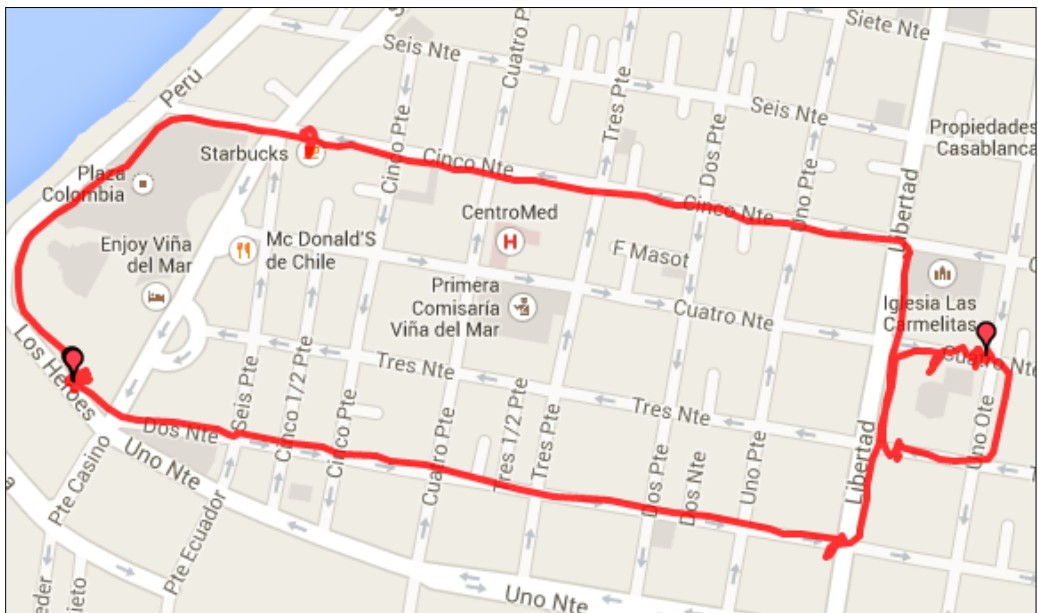 Siete Nte
Seis Nte
Cuatro P
Perú
Tres Pte
Seis Nte
Propiedades
Casablanca
Cinco Pte
Dos Pte
Starbucks
Cinco Nte
Uno Pte
Plaza
Colombia
Cinco Nte
Libertad
CentroMed
H
Enjoy Viña
del Mar
Mc Donald'S
de Chile
F Masot
Iglesia Las
Carmelitas
Primera
Comisaría
Viña del Mar
Cuatro Nte
Cuatro Nte
Los Héroes
Tres Nte
Seis Pte
Cinco 1/2 Pte
Cinco Pte
Tres Nte
Uno Ote
Dos Nte
Cuatro Pte
Tres 1/2 Pte
Tres Pte
Uno Nte
Dos Pte
Dos Nte
Uno Pte
Libertad
Pte Casino
Pte Ecuador
Uno Nte
eder
ieto